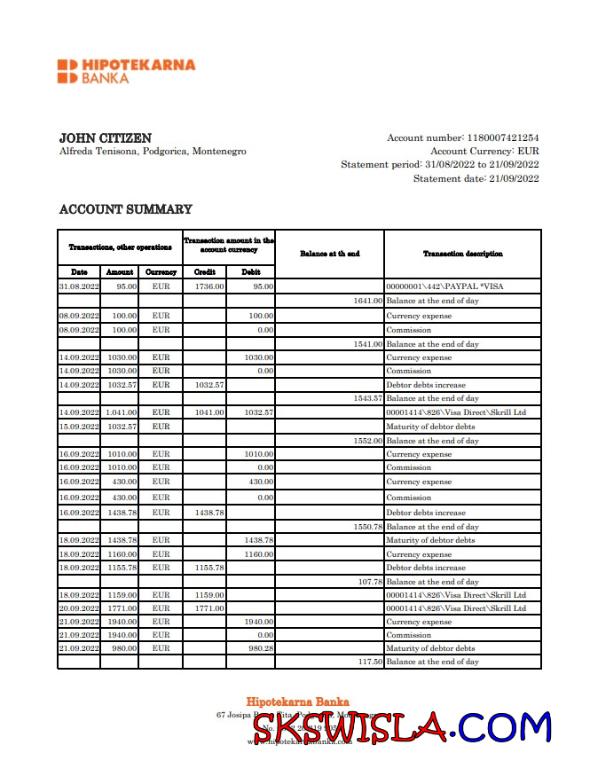 HIPOTEKARNA
BANKA
JOHN CITIZEN
Alfreda Tenisona, Podgorica, Montenegro
Account number: 1180007421254
Account Currency: EUR
Statement period: 31/08/2022 to 21/09/2022
Statement date: 21/09/2022
ACCOUNT SUMMARY
Transactions, other operations Transaction amount in the account currency Balance at th end Transaction description
Date Amount Currency Credit Debit
31.08.2022 95.00 EUR 1736.00 95.00 00000001\442\PAYPAL *VISA
1641.00 Balance at the end of day
08.09.2022 100.00 EUR 100.00 Currency expense
08.09.2022 100.00 EUR 0.00 Commission
1541.00 Balance at the end of day
14.09.2022 1030.00 EUR 1030.00 Currency expense
14.09.2022 1030.00 EUR 0.00 Commission
14.09.2022 1032.57 EUR 1032.57 Debtor debts increase
1543.57 Balance at the end of day
14.09.2022 1.041.00 EUR 1041.00 1032.57 00001414\826\Visa Direct\Skrill Ltd
15.09.2022 1032.57 EUR Maturity of debtor debts
1552.00 Balance at the end of day
16.09.2022 1010.00 EUR 1010.00 Currency expense
16.09.2022 1010.00 EUR 0.00 Commission
16.09.2022 430.00 EUR 430.00 Currency expense
16.09.2022 430.00 EUR 0.00 Commission
16.09.2022 1438.78 EUR 1438.78 Debtor debts increase
1550.78 Balance at the end of day
18.09.2022 1438.78 EUR 1438.78 Maturity of debtor debts
18.09.2022 1160.00 EUR 1160.00 Currency expense
18.09.2022 1155.78 EUR 1155.78 Debtor debts increase
107.78 Balance at the end of day
18.09.2022 1159.00 EUR 1159.00 00001414\826\Visa Direct\Skrill Ltd
20.09.2022 1771.00 EUR 1771.00 00001414\826\Visa Direct\Skrill Ltd
21.09.2022 1940.00 EUR 1940.00 Currency expense
21.09.2022 1940.00 EUR 0.00 Commission
21.09.2022 980,00 EUR 980.28 Maturity of debtor debts
117.50 Balance at the end of day
Hipotekarna Banka
67 Josipa
SKSWISLA.COM